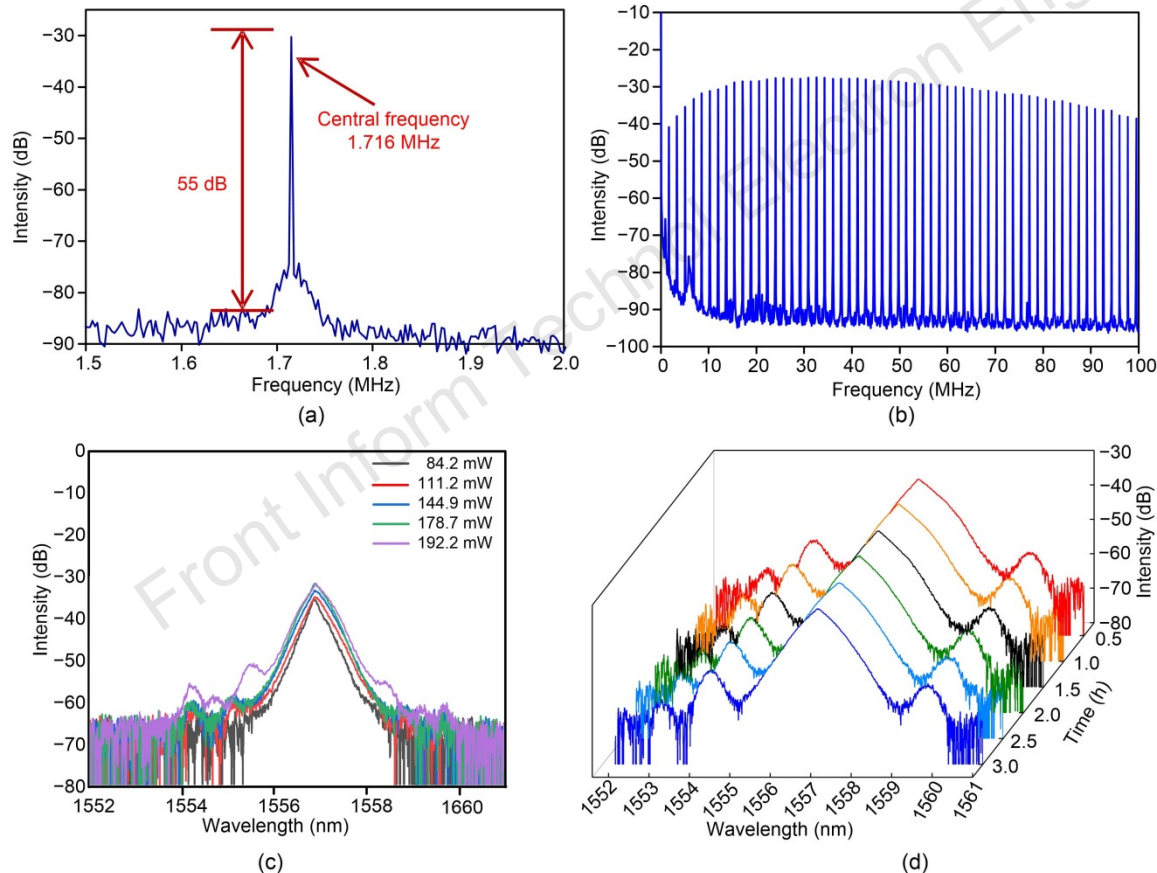 Front Inform Technol Electron Eng
−30
−40
−50
−60
−70
−80
−90
Intensity (dB)
55 dB
Central frequency
1.716 MHz
1.5 1.6 1.7 1.8 1.9 2.0
Frequency (MHz)
(a)
−10
−20
−30
−40
−50
−60
−70
−80
−90
−100
Intensity (dB)
0 10 20 30 40 50 60 70 80 90 100
Frequency (MHz)
(b)
0
−10
−20
−30
−40
−50
−60
−70
−80
Intensity (dB)
84.2 mW
111.2 mW
144.9 mW
178.7 mW
192.2 mW
1552 1554 1556 1558 1660
Wavelength (nm)
(c)
−30
−40
−50
−60
−70
−80
Intensity (dB)
0.5
1.0
1.5
2.0
2.5
3.0
Time (h)
1552 1553 1554 1555 1556 1557 1558 1559 1560 1561
Wavelength (nm)
(d)